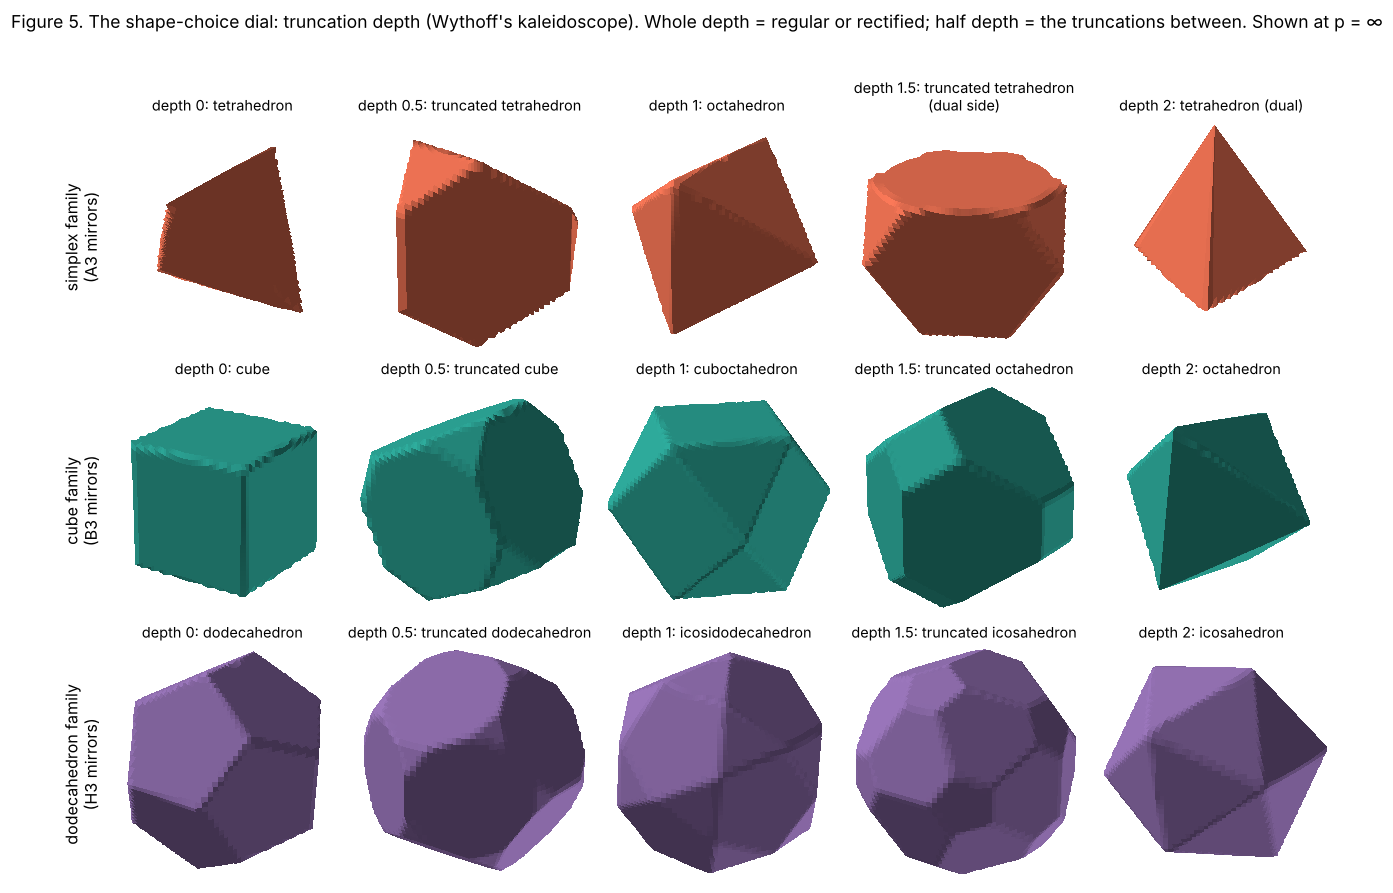 Figure 5. The shape-choice dial: truncation depth (Wythoff's kaleidoscope). Whole depth = regular or rectified; half depth = the truncations between. Shown at p = ∞
depth 0: tetrahedron
depth 0.5: truncated tetrahedron
depth 1: octahedron
depth 1.5: truncated tetrahedron
(dual side)
depth 2: tetrahedron (dual)
simplex family
(A3 mirrors)
depth 0: cube
depth 0.5: truncated cube
depth 1: cuboctahedron
depth 1.5: truncated octahedron
depth 2: octahedron
cube family
(B3 mirrors)
depth 0: dodecahedron
depth 0.5: truncated dodecahedron
depth 1: icosidodecahedron
depth 1.5: truncated icosahedron
depth 2: icosahedron
dodecahedron family
(H3 mirrors)